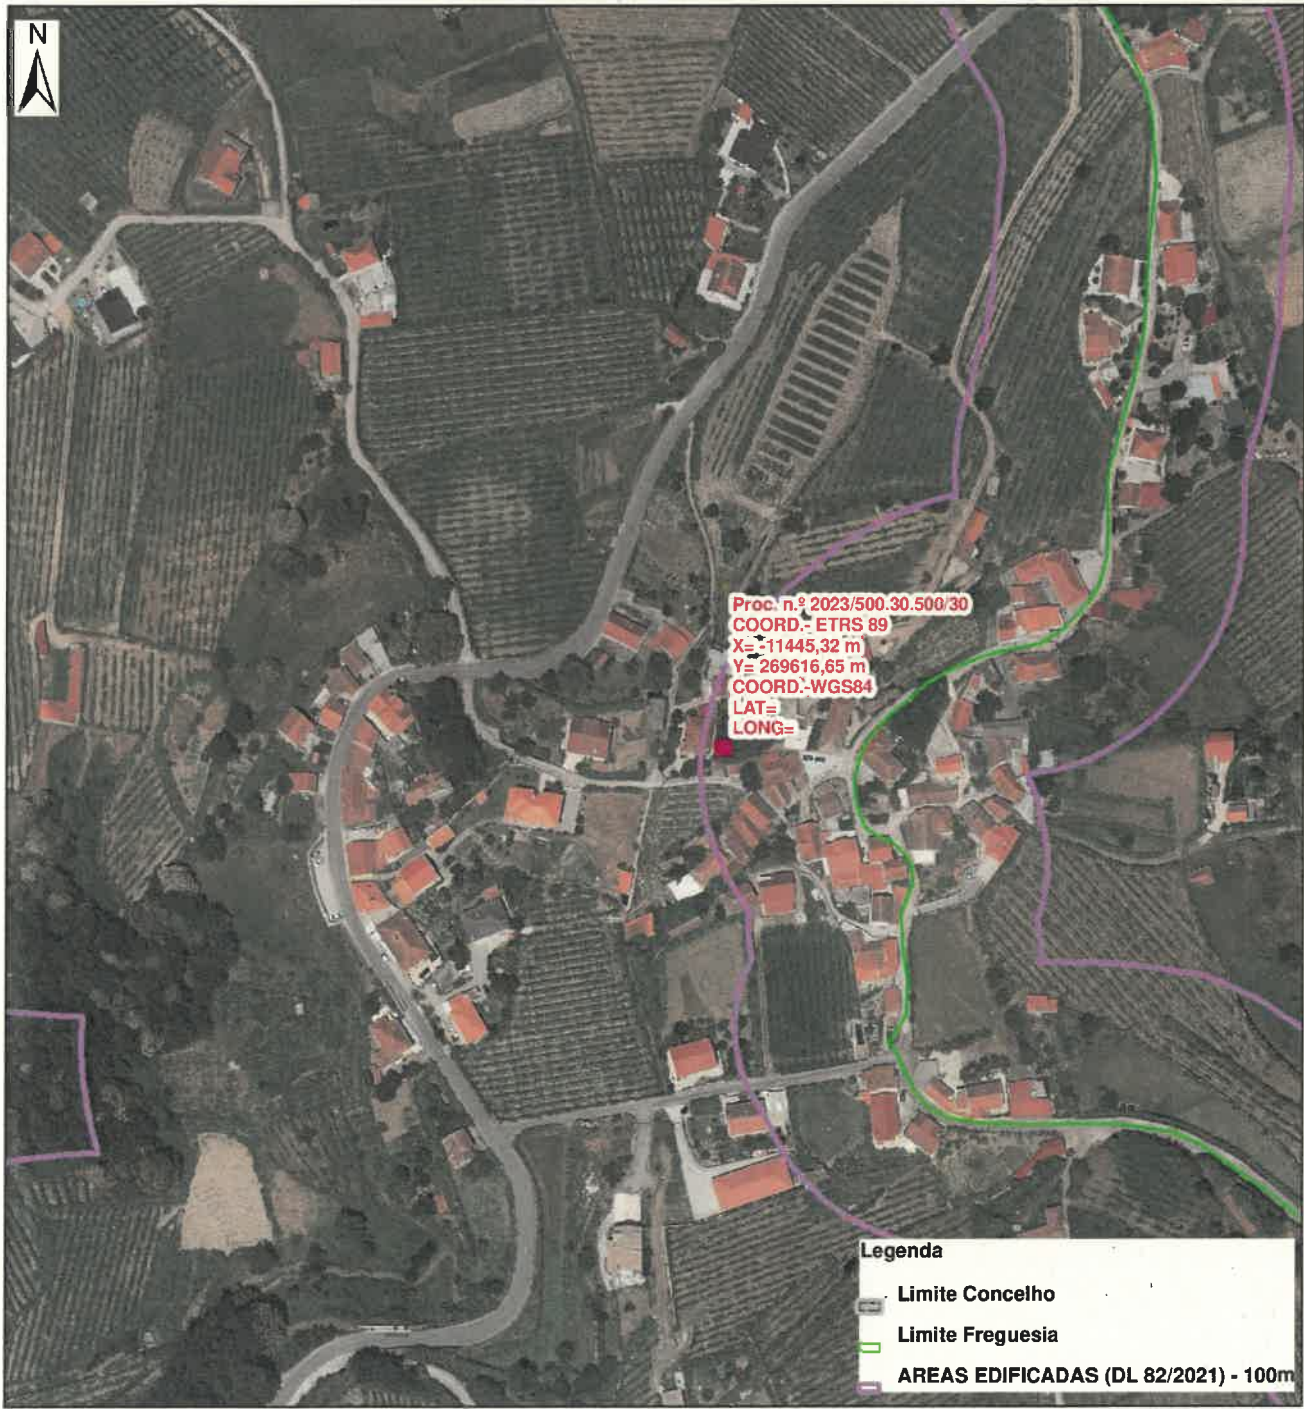 N
Proc. n.º 2023/500.30.500/30
COORD.- ETRS 89
X= -11445,32 m
Y= 269616,65 m
COORD.-WGS84
LAT=
LONG=
Legenda
Limite Concelho
Limite Freguesia
AREAS EDIFICADAS (DL 82/2021) - 100m